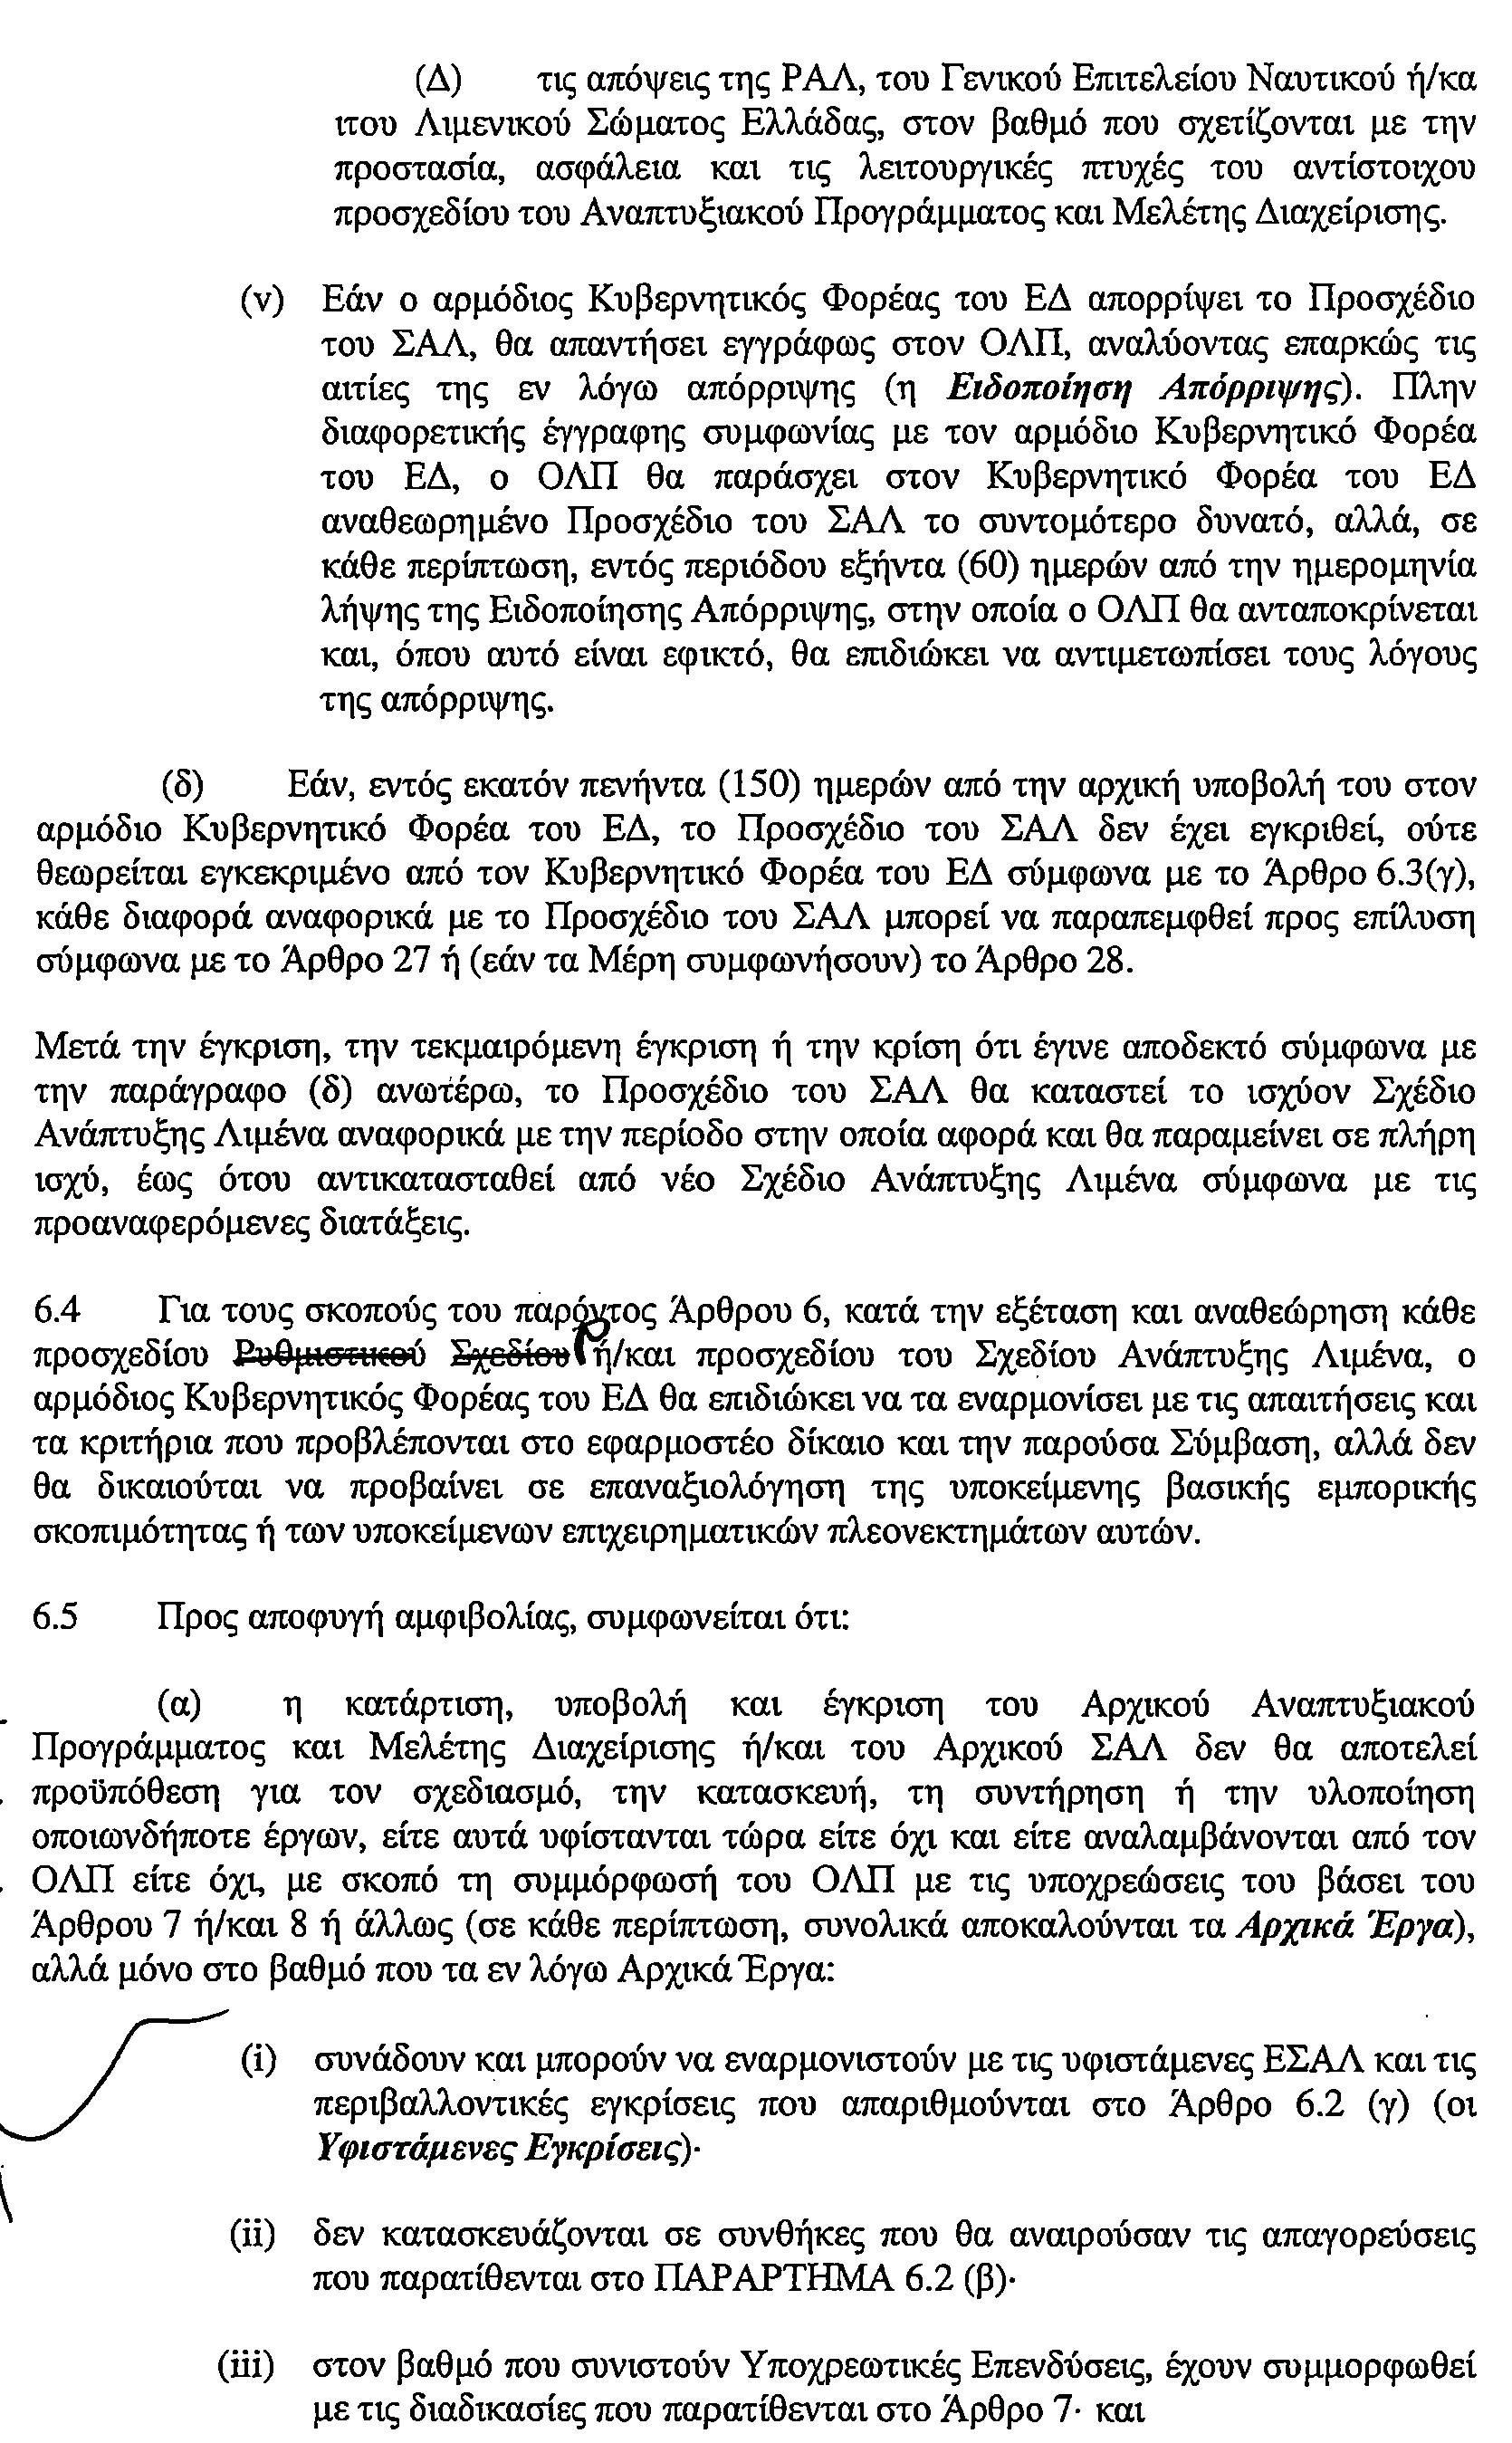 (Δ) τις απόψεις της ΡΑΛ, του Γενικού Επιτελείου Ναυτικού ή/κα
ιτου Λιμενικού Σώματος Ελλάδας, στον βαθμό που σχετίζονται με την
προστασία, ασφάλεια και τις λειτουργικές πτυχές του αντίστοιχου
προσχεδίου του Αναπτυξιακού Προγράμματος και Μελέτης Διαχείρισης.
(v) Εάν ο αρμόδιος Κυβερνητικός Φορέας του ΕΔ απορρίψει το Προσχέδιο
του ΣΑΛ, θα απαντήσει εγγράφως στον ΟΛΠ, αναλύοντας επαρκώς τις
αιτίες της εν λόγω απόρριψης (η Ειδοποίηση Απόρριψης). Πλην
διαφορετικής έγγραφης συμφωνίας με τον αρμόδιο Κυβερνητικό Φορέα
του ΕΔ, ο ΟΛΠ θα παράσχει στον Κυβερνητικό Φορέα του ΕΔ
αναθεωρημένο Προσχέδιο του ΣΑΛ το συντομότερο δυνατό, αλλά, σε
κάθε περίπτωση, εντός περιόδου εξήντα (60) ημερών από την ημερομηνία
λήψης της Ειδοποίησης Απόρριψης, στην οποία ο ΟΛΠ θα ανταποκρίνεται
και, όπου αυτό είναι εφικτό, θα επιδιώκει να αντιμετωπίσει τους λόγους
της απόρριψης.
(δ) Εάν, εντός εκατόν πενήντα (150) ημερών από την αρχική υποβολή του στον
αρμόδιο Κυβερνητικό Φορέα του ΕΔ, το Προσχέδιο του ΣΑΛ δεν έχει εγκριθεί, ούτε
θεωρείται εγκεκριμένο από τον Κυβερνητικό Φορέα του ΕΔ σύμφωνα με το Άρθρο 6.3(γ),
κάθε διαφορά αναφορικά με το Προσχέδιο του ΣΑΛ μπορεί να παραπεμφθεί προς επίλυση
σύμφωνα με το Άρθρο 27 ή (εάν τα Μέρη συμφωνήσουν) το Άρθρο 28.
Μετά την έγκριση, την τεκμαιρόμενη έγκριση ή την κρίση ότι έγινε αποδεκτό σύμφωνα με
την παράγραφο (δ) ανωτέρω, το Προσχέδιο του ΣΑΛ θα καταστεί το ισχύον Σχέδιο
Ανάπτυξης Λιμένα αναφορικά με την περίοδο στην οποία αφορά και θα παραμείνει σε πλήρη
ισχύ, έως ότου αντικατασταθεί από νέο Σχέδιο Ανάπτυξης Λιμένα σύμφωνα με τις
προαναφερόμενες διατάξεις.
6.4 Για τους σκοπούς του παρόντος Άρθρου 6, κατά την εξέταση και αναθεώρηση κάθε
προσχεδίου Ρυθμιστικού Σχεδίου ή/και προσχεδίου του Σχεδίου Ανάπτυξης Λιμένα, ο
αρμόδιος Κυβερνητικός Φορέας του ΕΔ θα επιδιώκει να τα εναρμονίσει με τις απαιτήσεις και
τα κριτήρια που προβλέπονται στο εφαρμοστέο δίκαιο και την παρούσα Σύμβαση, αλλά δεν
θα δικαιούται να προβαίνει σε επαναξιολόγηση της υποκείμενης βασικής εμπορικής
σκοπιμότητας ή των υποκείμενων επιχειρηματικών πλεονεκτημάτων αυτών.
6.5 Προς αποφυγή αμφιβολίας, συμφωνείται ότι:
(α) η κατάρτιση, υποβολή και έγκριση του Αρχικού Αναπτυξιακού
Προγράμματος και Μελέτης Διαχείρισης ή/και του Αρχικού ΣΑΛ δεν θα αποτελεί
προϋπόθεση για τον σχεδιασμό, την κατασκευή, τη συντήρηση ή την υλοποίηση
οποιωνδήποτε έργων, είτε αυτά υφίστανται τώρα είτε όχι και είτε αναλαμβάνονται από τον
ΟΛΠ είτε όχι, με σκοπό τη συμμόρφωσή του ΟΛΠ με τις υποχρεώσεις του βάσει του
Άρθρου 7 ή/και 8 ή άλλως (σε κάθε περίπτωση, συνολικά αποκαλούνται τα Αρχικά Έργα),
αλλά μόνο στο βαθμό που τα εν λόγω Αρχικά Έργα:
(i) συνάδουν και μπορούν να εναρμονιστούν με τις υφιστάμενες ΕΣΑΛ και τις
περιβαλλοντικές εγκρίσεις που απαριθμούνται στο Άρθρο 6.2 (γ) (οι
Υφιστάμενες Εγκρίσεις)·
(ii) δεν κατασκευάζονται σε συνθήκες που θα αναιρούσαν τις απαγορεύσεις
που παρατίθενται στο ΠΑΡΑΡΤΗΜΑ 6.2 (β)·
(iii) στον βαθμό που συνιστούν Υποχρεωτικές Επενδύσεις, έχουν συμμορφωθεί
με τις διαδικασίες που παρατίθενται στο Άρθρο 7· και